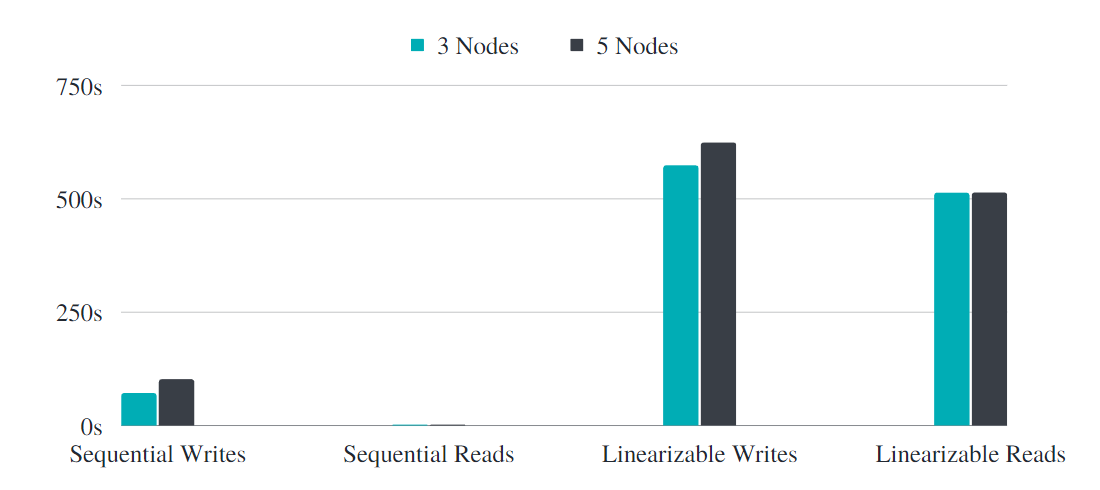 3 Nodes 5 Nodes
750s
500s
250s
0s
Sequential Writes Sequential Reads Linearizable Writes Linearizable Reads